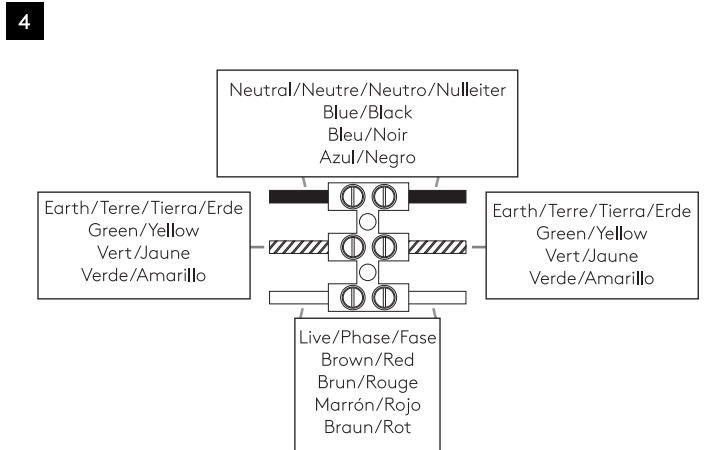 4
Neutral/Neutre/Neutro/Nulleiter
Blue/Black
Bleu/Noir
Azul/Negro
Earth/Terre/Tierra/Erde
Green/Yellow
Vert/Jaune
Verde/Amarillo
Earth/Terre/Tierra/Erde
Green/Yellow
Vert/Jaune
Verde/Amarillo
Live/Phase/Fase
Brown/Red
Brun/Rouge
Marrón/Rojo
Braun/Rot